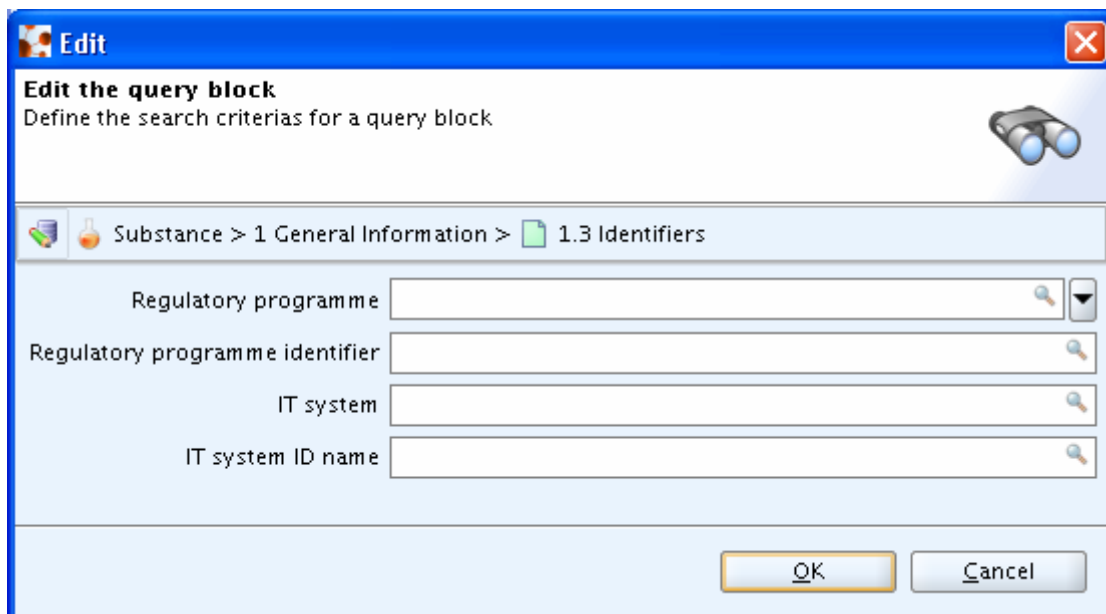 Edit
Edit the query block
Define the search criterias for a query block
Substance > 1 General Information > 1.3 Identifiers
Regulatory programme
Regulatory programme identifier
IT system
IT system ID name
OK Cancel